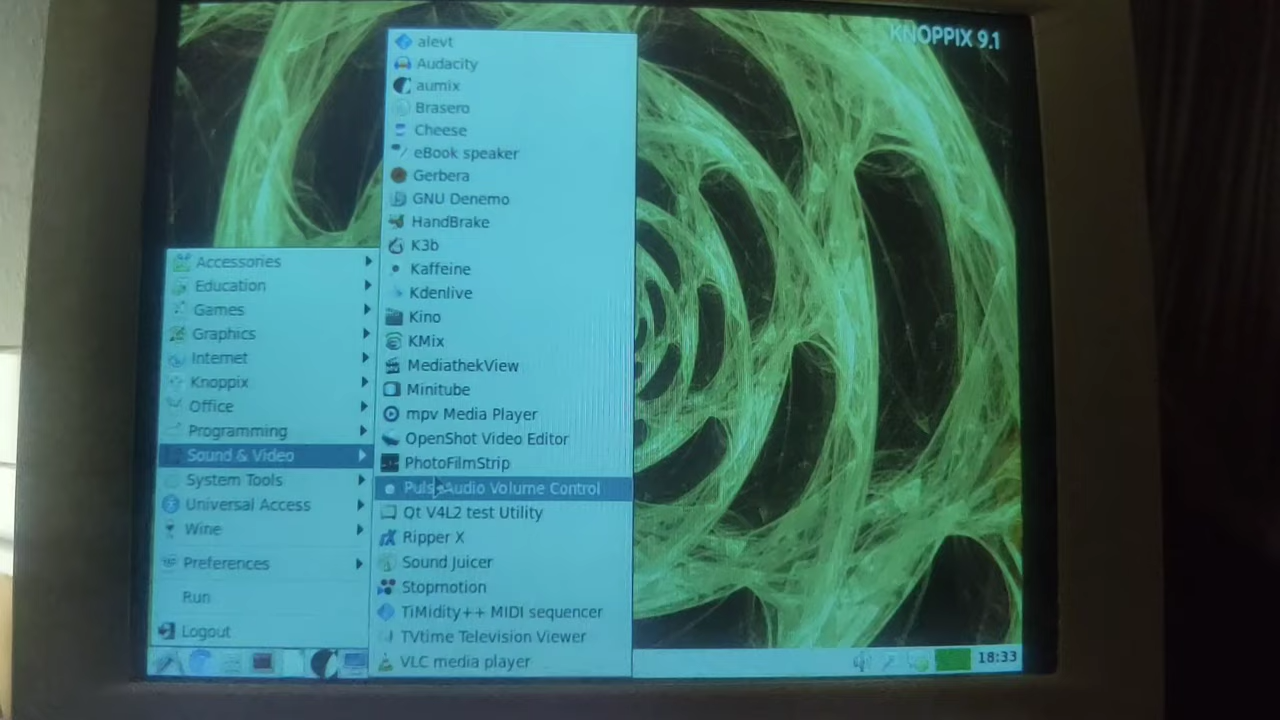 KNOPPIX 9.1
alevt
Audacity
aumix
Brasero
Cheese
eBook speaker
Gerbera
GNU Denemo
HandBrake
K3b
Kaffeine
Kdenlive
Kino
KMix
MediathekView
Minitube
mpv Media Player
OpenShot Video Editor
PhotoFilmStrip
PulseAudio Volume Control
Qt V4L2 test Utility
Ripper X
Sound Juicer
Stopmotion
TiMidity++ MIDI sequencer
TVtime Television Viewer
VLC media player
Accessories
Education
Games
Graphics
Internet
Knoppix
Office
Programming
Sound & Video
System Tools
Universal Access
Wine
Preferences
Run
Logout
18:33